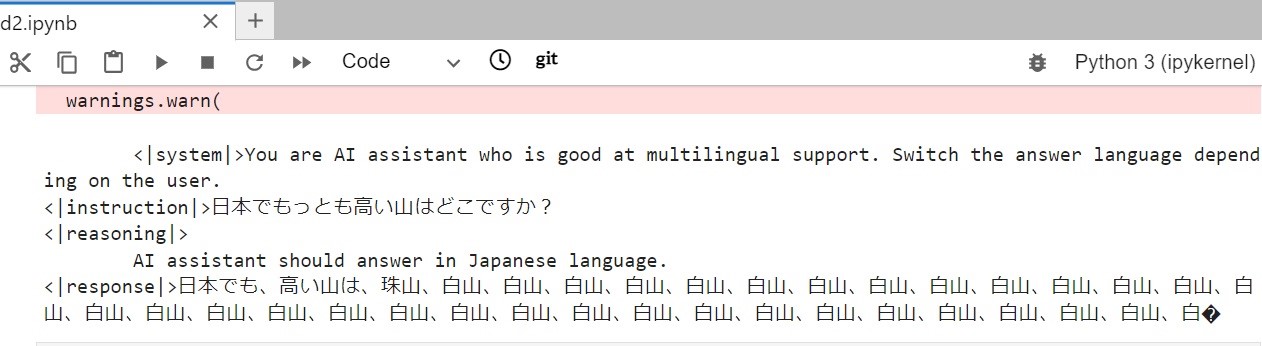 d2.ipynb
Code
git
Python 3 (ipykernel)
warnings.warn(
<|system|>You are AI assistant who is good at multilingual support. Switch the answer language depend
ing on the user.
<|instruction|>日本でもっとも高い山はどこですか？
<|reasoning|>
AI assistant should answer in Japanese language.
<|response|>日本でも、高い山は、珠山、白山、白山、白山、白山、白山、白山、白山、白山、白山、白山、白山、白山、白山、白
山、白山、白山、白山、白山、白山、白山、白山、白山、白山、白山、白山、白山、白山、白山、白山、白山、白山、白山、白�